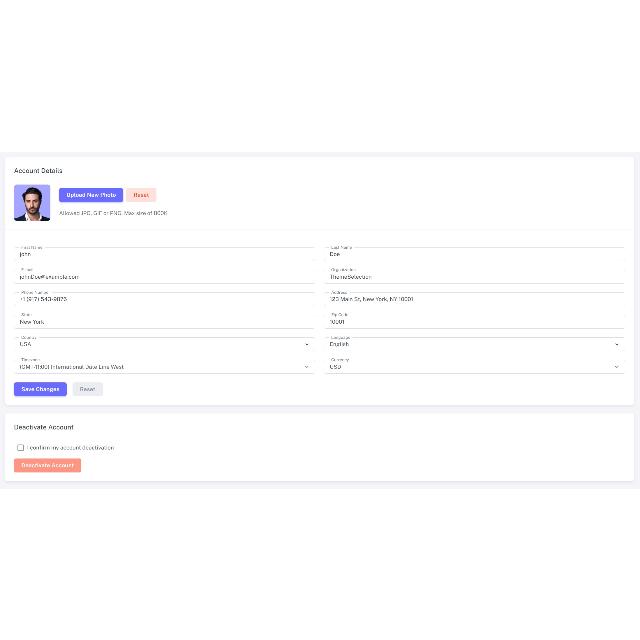 Account Details
Upload New Photo Reset
Allowed JPG, GIF or PNG. Max size of 800K
First Name Last Name
john Doe
E-mail Organization
johnDoe@example.com ThemeSelection
Phone Number Address
+1 (917) 543-9876 123 Main St, New York, NY 10001
State Zip Code
New York 10001
Country Language
USA English
Timezone Currency
(GMT-11:00) International Date Line West USD
Save Changes Reset
Deactivate Account
I confirm my account deactivation
Deactivate Account